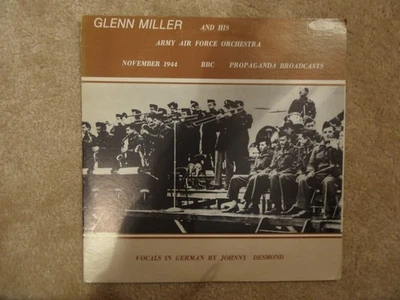 GLENN MILLER AND HIS
ARMY AIR FORCE ORCHESTRA
NOVEMBER 1944 BBC PROPAGANDA BROADCASTS
VOCALS IN GERMAN BY JOHNNY DESMOND